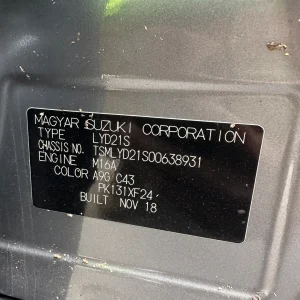 MAGYAR SUZUKI CORPORATION
TYPE LYD21S
CHASSIS NO. TSMLYD21S00638931
ENGINE M16A
COLOR A9G C43
PK131XF24
BUILT NOV 18